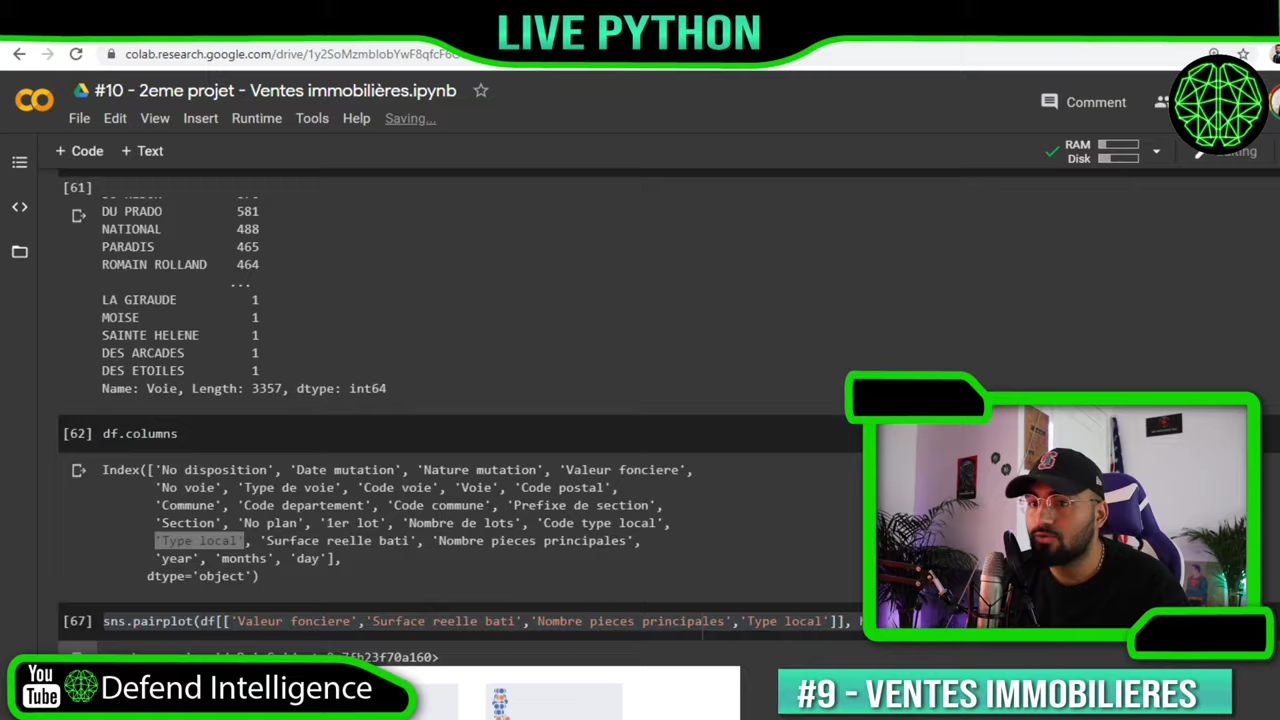 LIVE PYTHON
colab.research.google.com/drive/1y2SoMzmbIobYwF8qfcF6
CO
#10 - 2eme projet - Ventes immobilières.ipynb
Comment
File Edit View Insert Runtime Tools Help Saving...
+ Code + Text
RAM
Disk
Editing
[61]
DU PRADO 581
NATIONAL 488
PARADIS 465
ROMAIN ROLLAND 464
...
LA GIRAUDE 1
MOISE 1
SAINTE HELENE 1
DES ARCADES 1
DES ETOILES 1
Name: Voie, Length: 3357, dtype: int64
[62] df.columns
Index(['No disposition', 'Date mutation', 'Nature mutation', 'Valeur fonciere',
'No voie', 'Type de voie', 'Code voie', 'Voie', 'Code postal',
'Commune', 'Code departement', 'Code commune', 'Prefixe de section',
'Section', 'No plan', '1er lot', 'Nombre de lots', 'Code type local',
'Type local', 'Surface reelle bati', 'Nombre pieces principales',
'year', 'months', 'day'],
dtype='object')
[67] sns.pairplot(df[['Valeur fonciere','Surface reelle bati','Nombre pieces principales','Type local']],
You
Tube
Defend Intelligence
#9 - VENTES IMMOBILIERES